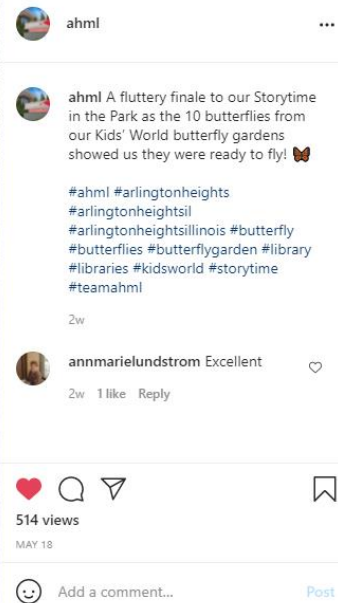 ahml
ahml A fluttery finale to our Storytime
in the Park as the 10 butterflies from
our Kids' World butterfly gardens
showed us they were ready to fly! 🦋
#ahml #arlingtonheights
#arlingtonheightsil
#arlingtonheightsillinois #butterfly
#butterflies #butterflygarden #library
#libraries #kidsworld #storytime
#teamahml
2w
annmarielundstrom Excellent
2w 1 like Reply
514 views
MAY 18
Add a comment... Post